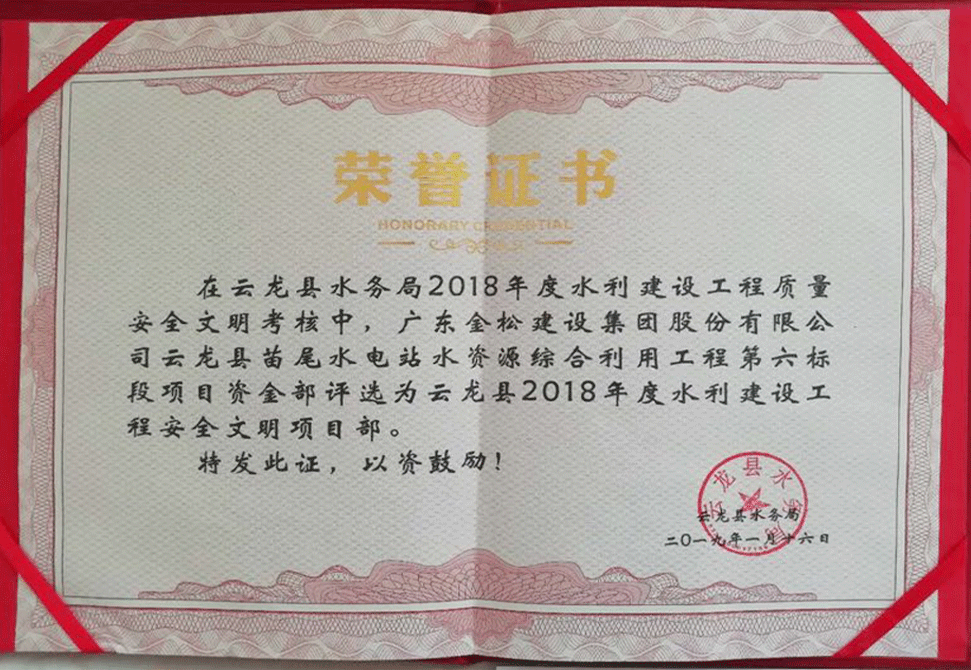 荣誉证书
HONORARY CREDENTIAL
在云龙县水务局2018年度水利建设工程质量
安全文明考核中，广东金松建设集团股份有限公
司云龙县苗尾水电站水资源综合利用工程第六标
段项目资金部评选为云龙县2018年度水利建设工
程安全文明项目部。
特发此证，以资鼓励！
云龙县水务局
云龙县水务局
二〇一九年一月十六日